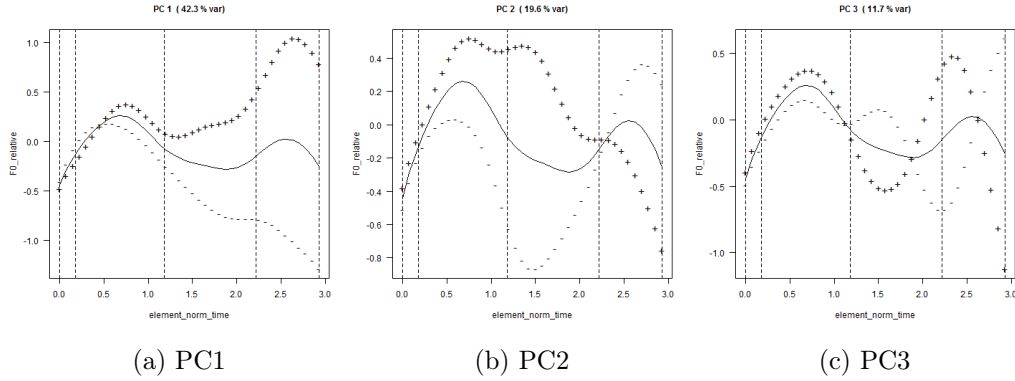 PC 1 ( 42.3 % var)
1.0
0.5
0.0
-0.5
-1.0
F0_relative
0.0 0.5 1.0 1.5 2.0 2.5 3.0
element_norm_time
(a) PC1
PC 2 ( 19.6 % var)
0.4
0.2
0.0
-0.2
-0.4
-0.6
-0.8
F0_relative
0.0 0.5 1.0 1.5 2.0 2.5 3.0
element_norm_time
(b) PC2
PC 3 ( 11.7 % var)
0.5
0.0
-0.5
-1.0
F0_relative
0.0 0.5 1.0 1.5 2.0 2.5 3.0
element_norm_time
(c) PC3